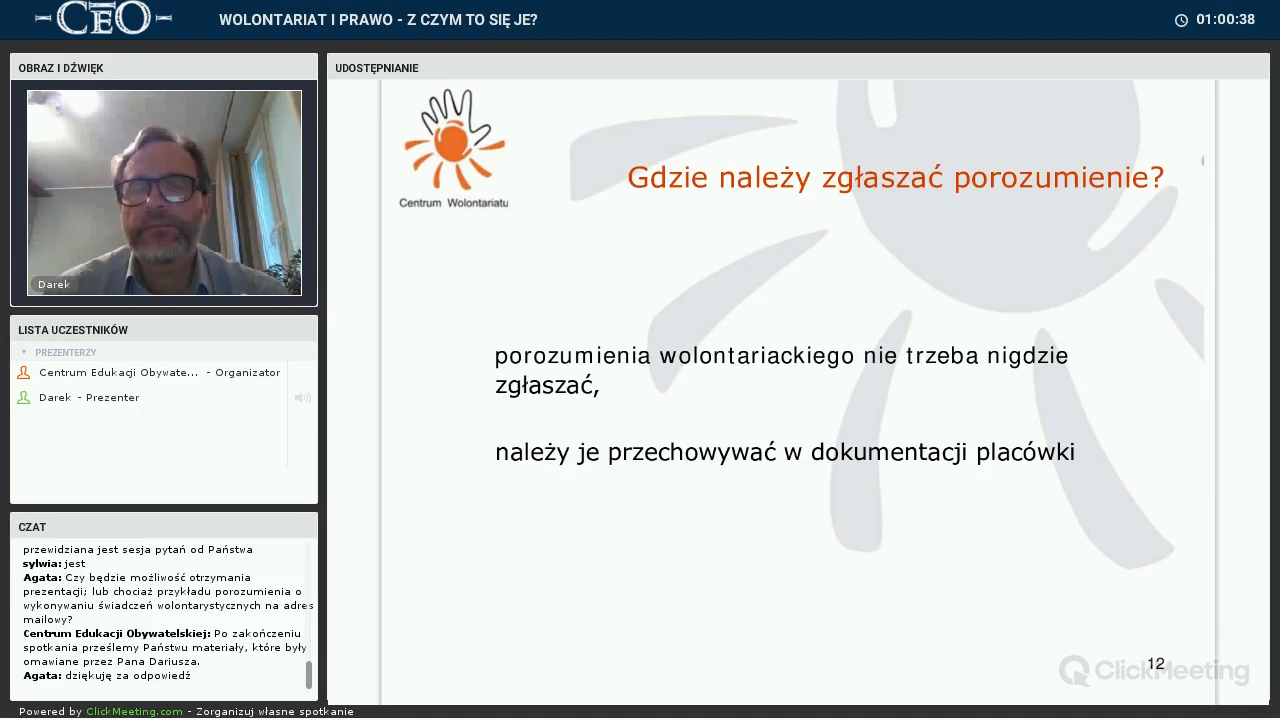 CEO
WOLONTARIAT I PRAWO - Z CZYM TO SIĘ JE?
01:00:38
OBRAZ I DŹWIĘK
Darek
LISTA UCZESTNIKÓW
PREZENTERZY
Centrum Edukacji Obywate... - Organizator
Darek - Prezenter
CZAT
przewidziana jest sesja pytań od Państwa
sylwia: jest
Agata: Czy będzie możliwość otrzymania
prezentacji; lub chociaż przykładu porozumienia o
wykonywaniu świadczeń wolontarystycznych na adres
mailowy?
Centrum Edukacji Obywatelskiej: Po zakończeniu
spotkania prześlemy Państwu materiały, które były
omawiane przez Pana Dariusza.
Agata: dziękuję za odpowiedź
Powered by ClickMeeting.com - Zorganizuj własne spotkanie
UDOSTĘPNIANIE
Centrum Wolontariatu
Gdzie należy zgłaszać porozumienie?
porozumienia wolontariackiego nie trzeba nigdzie
zgłaszać,
należy je przechowywać w dokumentacji placówki
12
ClickMeeting